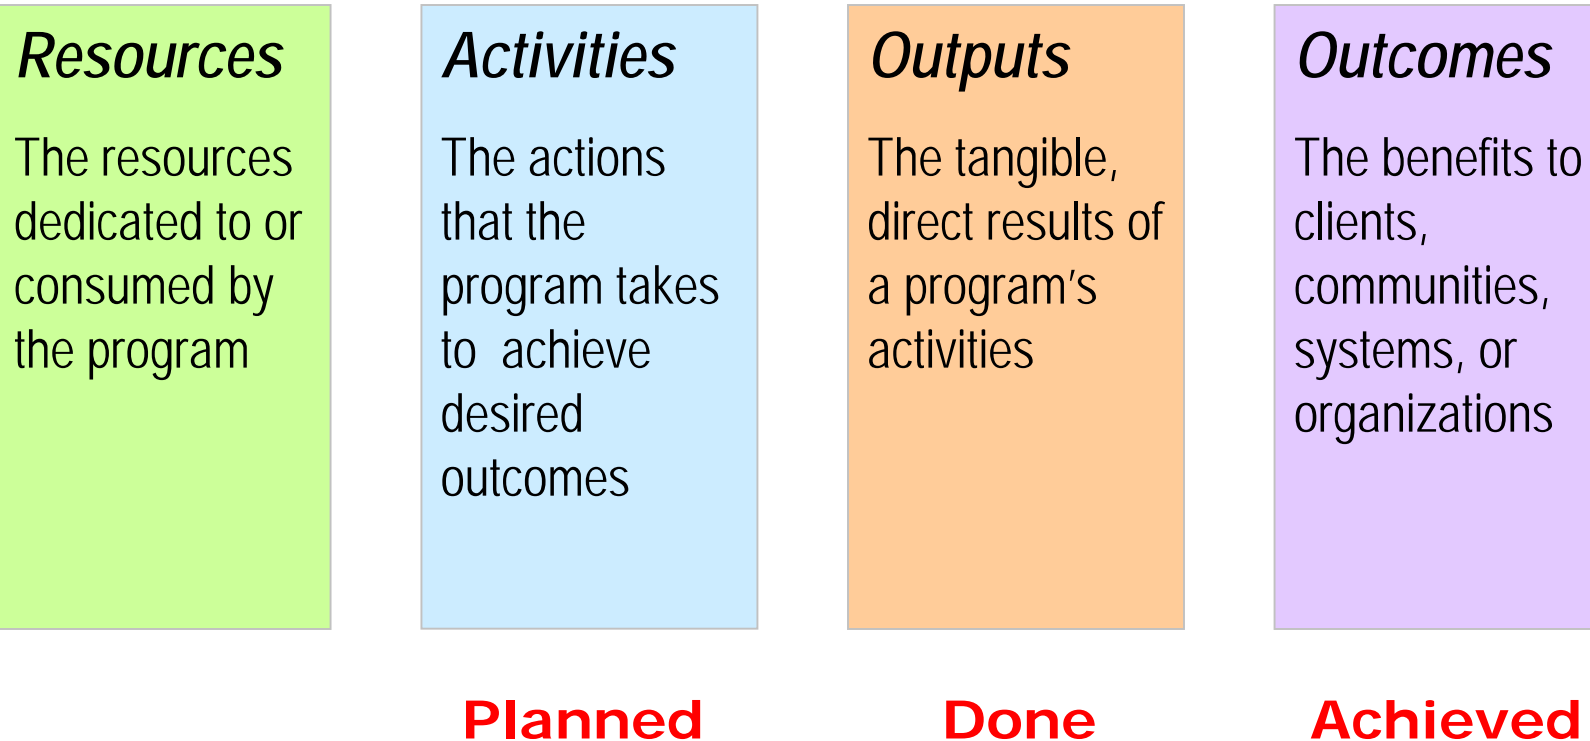 Resources
The resources
dedicated to or
consumed by
the program
Activities
The actions
that the
program takes
to achieve
desired
outcomes
Outputs
The tangible,
direct results of
a program's
activities
Outcomes
The benefits to
clients,
communities,
systems, or
organizations
Planned
Done
Achieved